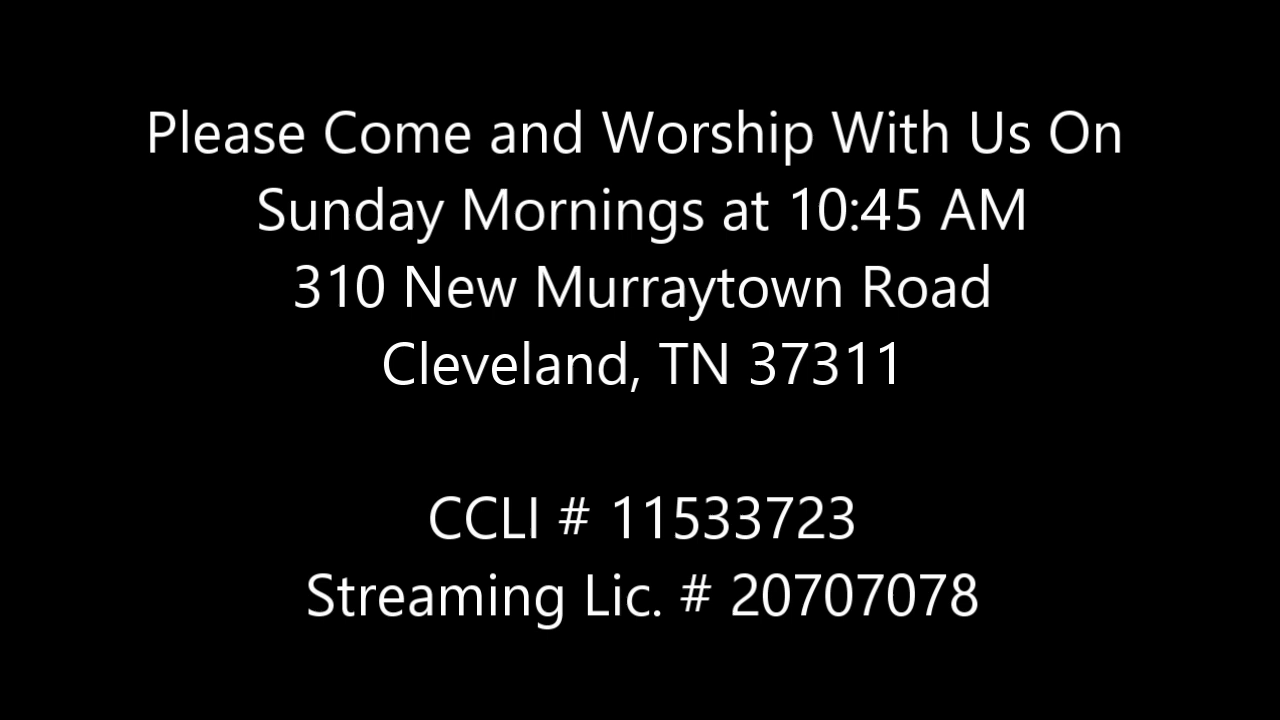 Please Come and Worship With Us On
Sunday Mornings at 10:45 AM
310 New Murraytown Road
Cleveland, TN 37311
CCLI # 11533723
Streaming Lic. # 20707078